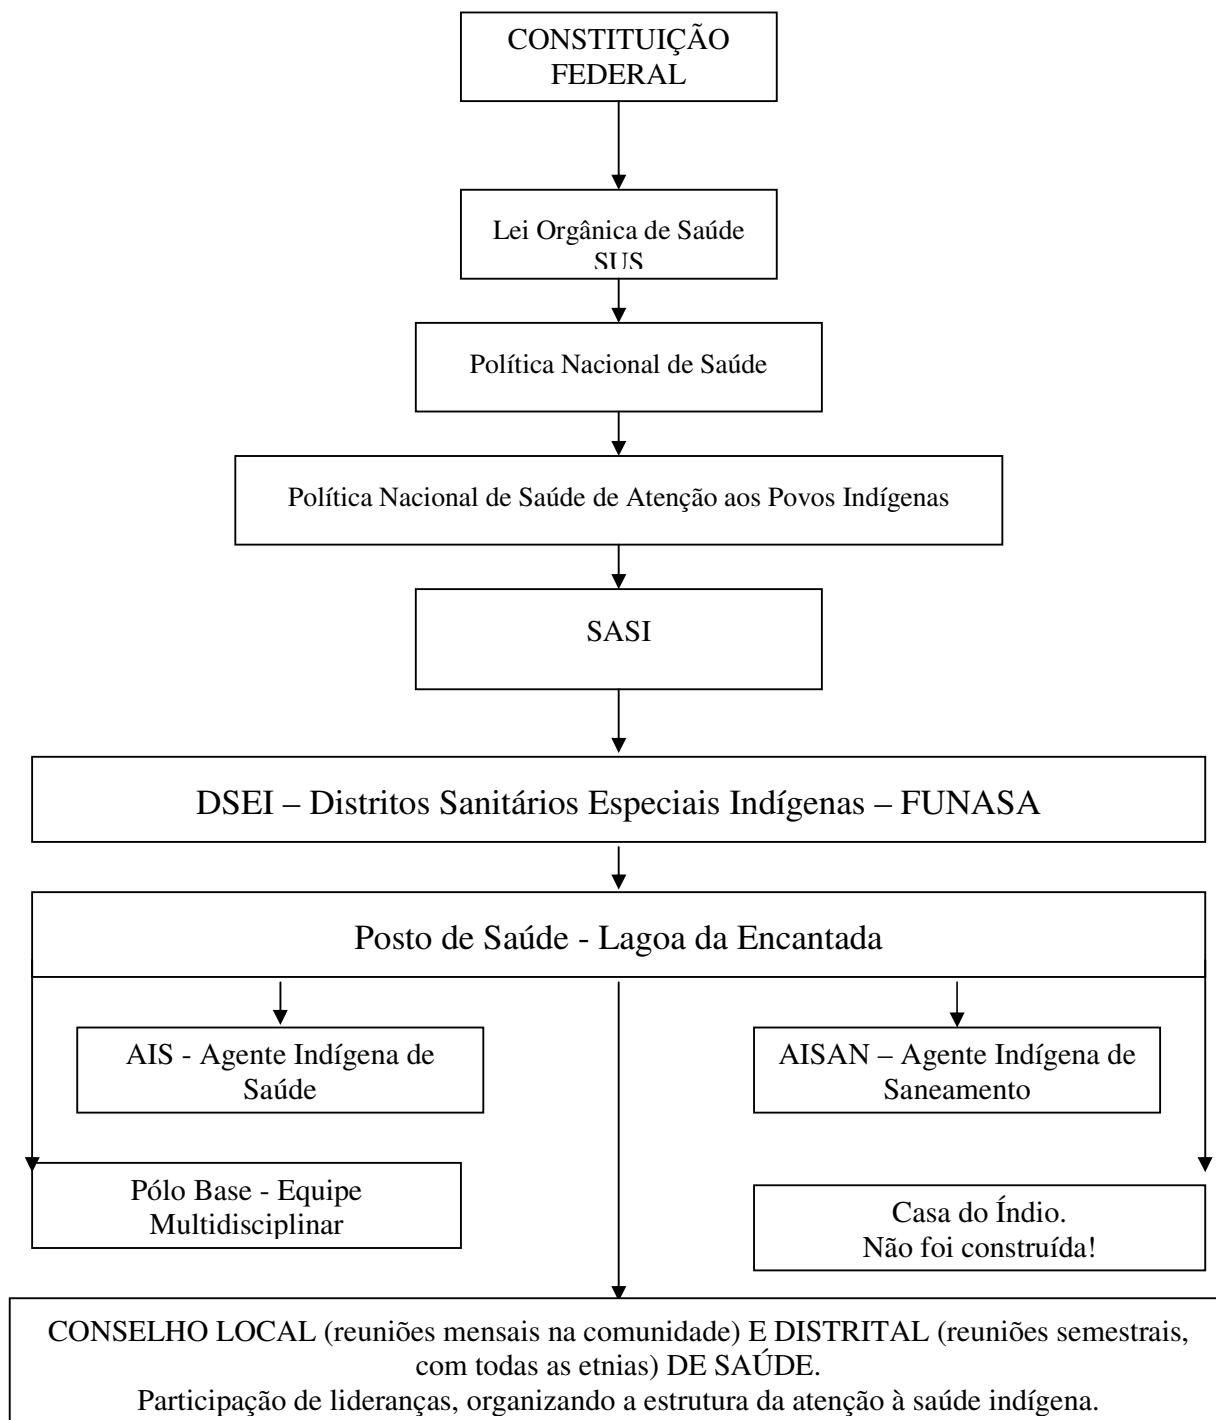 CONSTITUIÇÃO
FEDERAL
Lei Orgânica de Saúde
SUS
Política Nacional de Saúde
Política Nacional de Saúde de Atenção aos Povos Indígenas
SASI
DSEI – Distritos Sanitários Especiais Indígenas – FUNASA
Posto de Saúde - Lagoa da Encantada
AIS - Agente Indígena de
Saúde
AISAN – Agente Indígena de
Saneamento
Pólo Base - Equipe
Multidisciplinar
Casa do Índio.
Não foi construída!
CONSELHO LOCAL (reuniões mensais na comunidade) E DISTRITAL (reuniões semestrais,
com todas as etnias) DE SAÚDE.
Participação de lideranças, organizando a estrutura da atenção à saúde indígena.